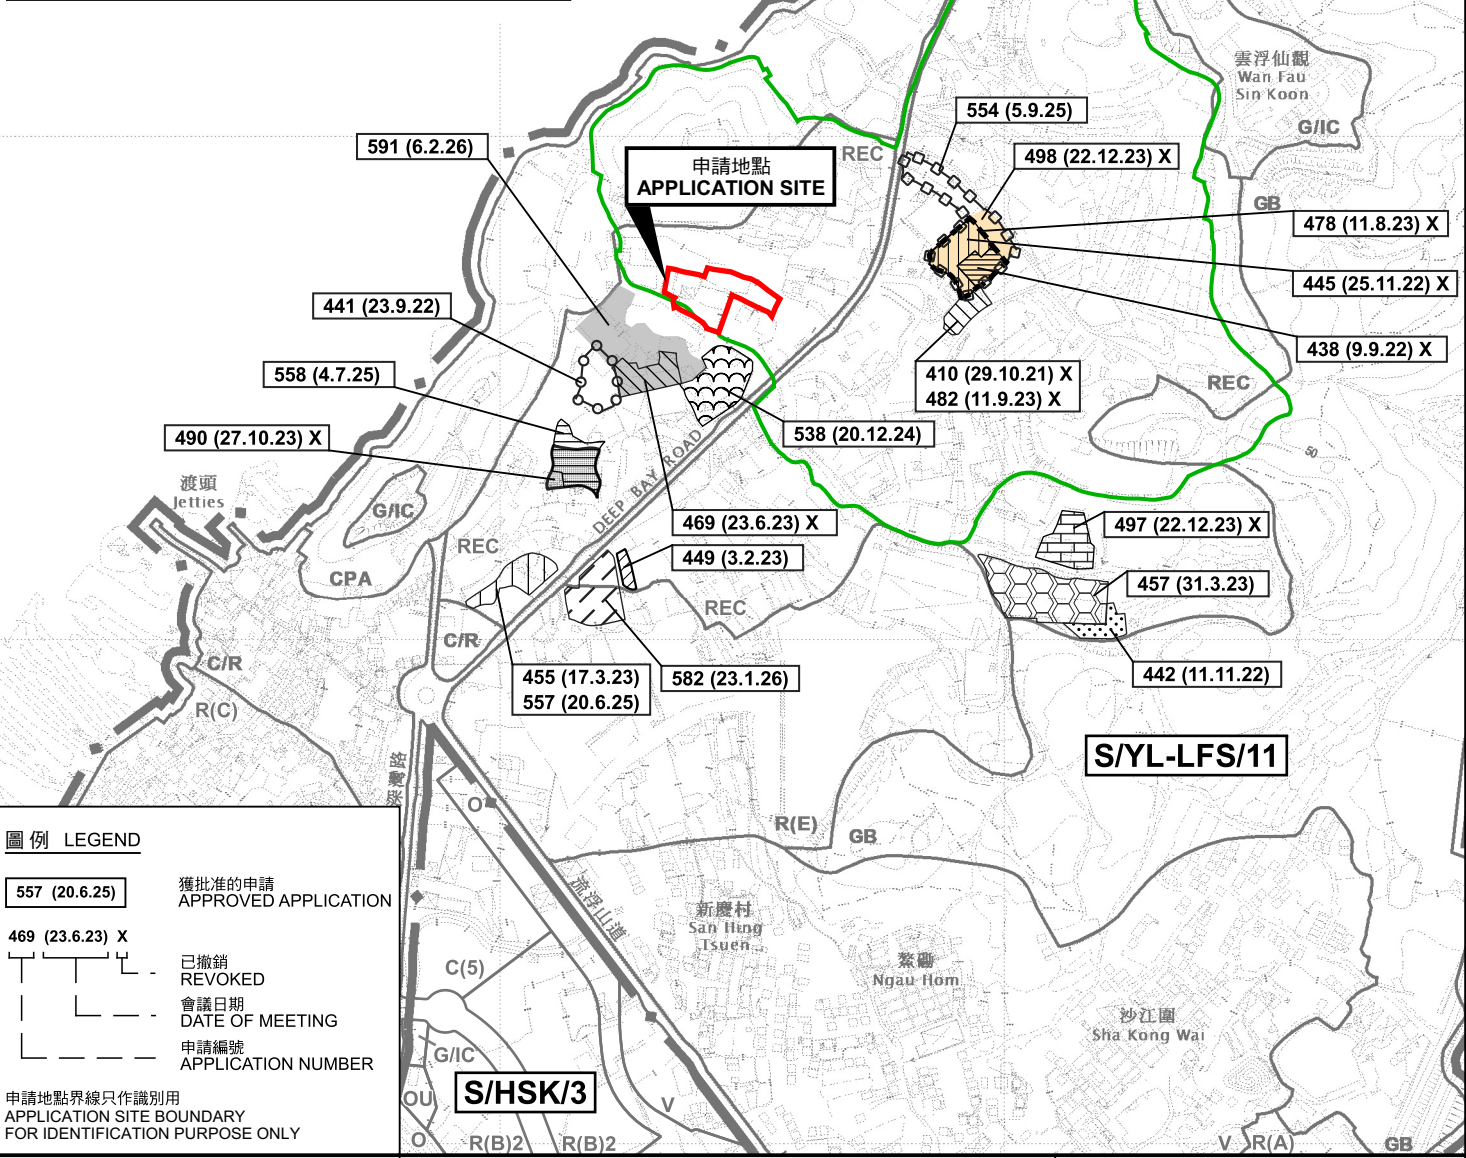 雲浮仙觀
Wan Fau
Sin Koon
G/IC
554 (5.9.25)
591 (6.2.26)
申請地點
APPLICATION SITE
REC
498 (22.12.23) X
GB
478 (11.8.23) X
445 (25.11.22) X
441 (23.9.22)
438 (9.9.22) X
558 (4.7.25)
410 (29.10.21) X
482 (11.9.23) X
REC
490 (27.10.23) X
538 (20.12.24)
50
渡頭
Jetties
G/IC
DEEP BAY ROAD
469 (23.6.23) X
497 (22.12.23) X
REC
449 (3.2.23)
CPA
457 (31.3.23)
REC
C/R
C/R
455 (17.3.23)
557 (20.6.25)
582 (23.1.26)
442 (11.11.22)
R(C)
S/YL-LFS/11
深灣路
O
R(E)
GB
流浮山道
新慶村
San Hing
Tsuen
鰲磡
Ngau Hom
C(5)
沙江圍
Sha Kong Wai
G/IC
S/HSK/3
OU
V
O
R(B)2
R(B)2
V
R(A)
GB
圖例 LEGEND
557 (20.6.25)
獲批准的申請
APPROVED APPLICATION
469 (23.6.23) X
已撤銷
REVOKED
會議日期
DATE OF MEETING
申請編號
APPLICATION NUMBER
申請地點界線只作識別用
APPLICATION SITE BOUNDARY
FOR IDENTIFICATION PURPOSE ONLY